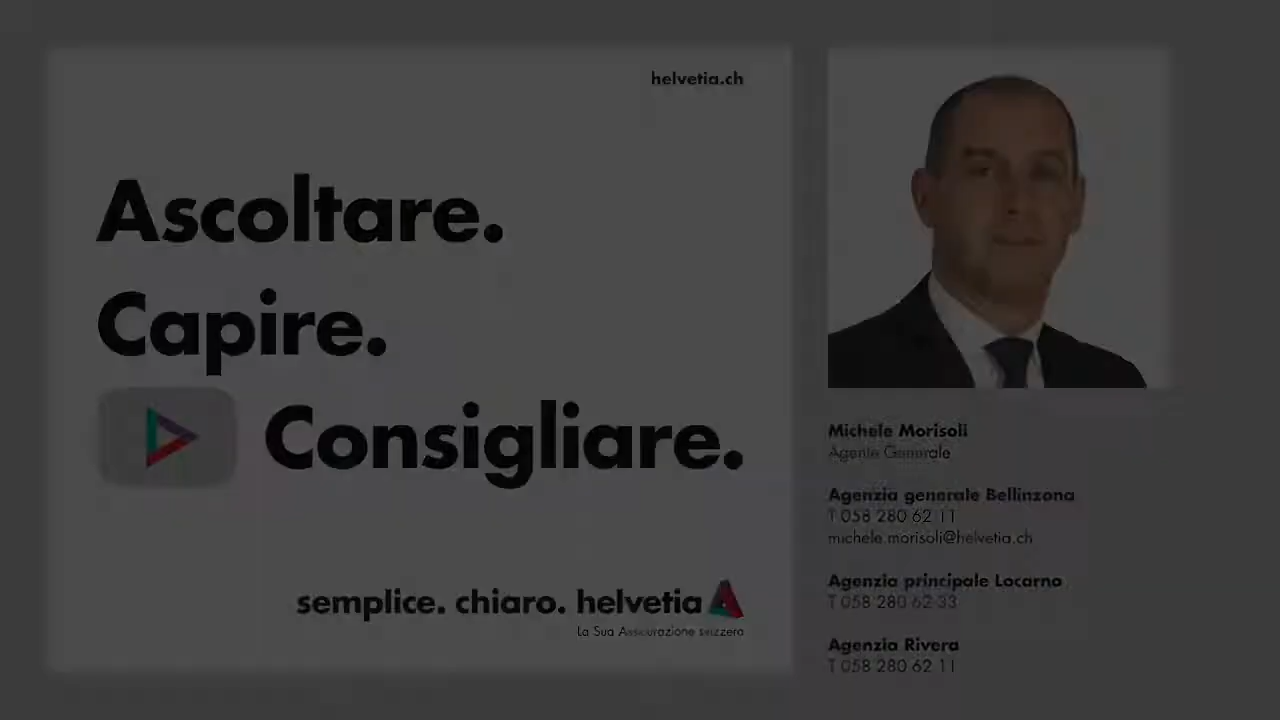 helvetia.ch
Ascoltare.
Capire.
Consigliare.
semplice. chiaro. helvetia
La Sua Assicurazione svizzera
Michele Morisoli
Agente Generale
Agenzia generale Bellinzona
T 058 280 62 11
michele.morisoli@helvetia.ch
Agenzia principale Locarno
T 058 280 62 33
Agenzia Rivera
T 058 280 62 11